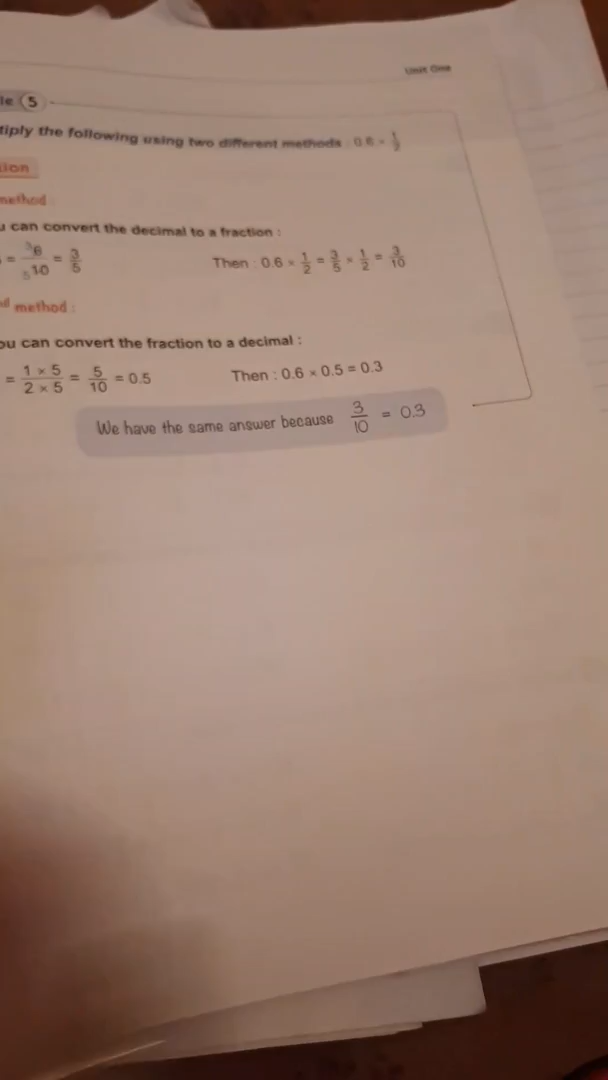 Unit One
le 5
tiply the following using two different methods : 0.6 × 1/2
tion
method
u can convert the decimal to a fraction :
= 6/10 = 3/5 Then : 0.6 × 1/2 = 3/5 × 1/2 = 3/10
nd method :
ou can convert the fraction to a decimal :
= 1 × 5/2 × 5 = 5/10 = 0.5 Then : 0.6 × 0.5 = 0.3
We have the same answer because 3/10 = 0.3